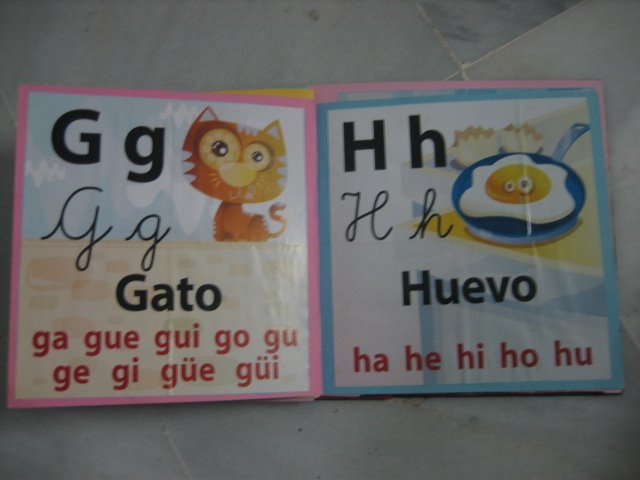 G g
G g
Gato
ga gue gui go gu
ge gi güe güi
H h
H h
Huevo
ha he hi ho hu